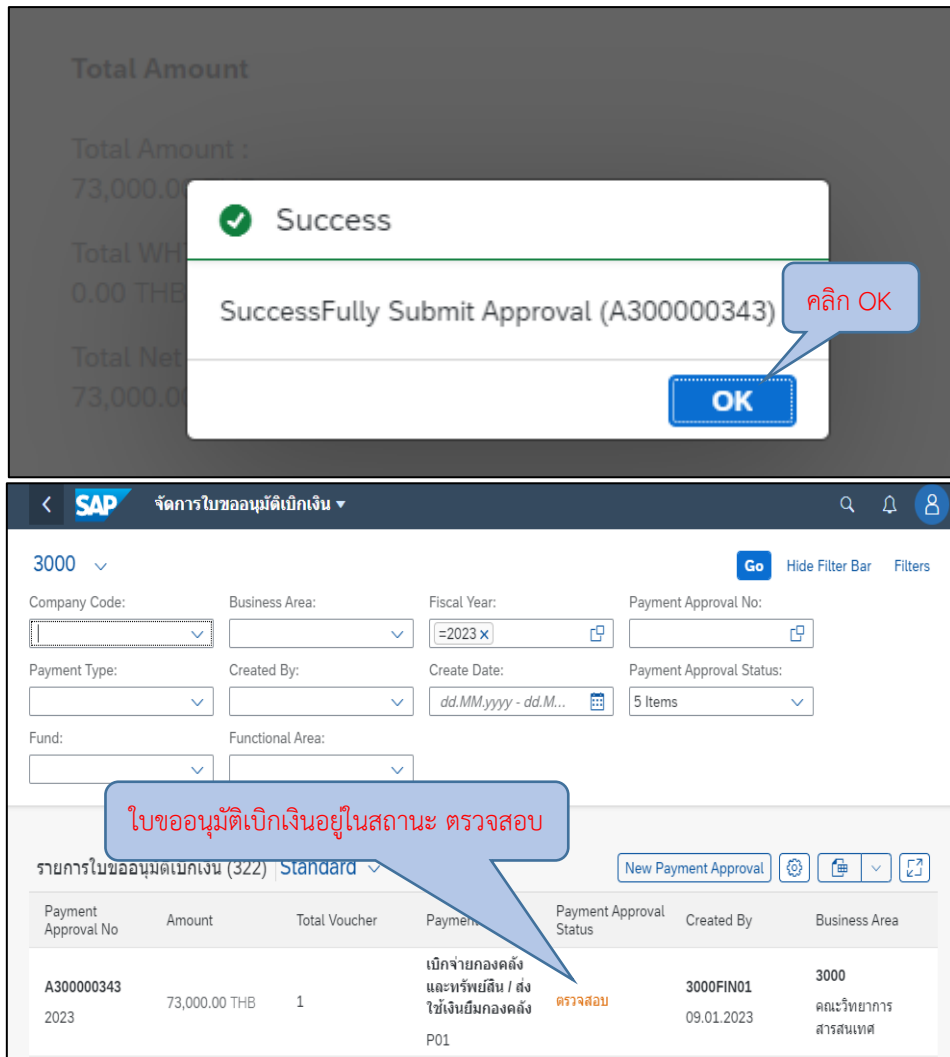 Total Amount
Total Amount :
73,000.0
Success
Total WH
0.00 THB
SuccessFully Submit Approval (A300000343)
คลิก OK
Total Net
73,000.0
OK
SAP จัดการใบขออนุมัติเบิกเงิน
3000
Go Hide Filter Bar Filters
Company Code: Business Area: Fiscal Year: Payment Approval No:
=2023 x
Payment Type: Created By: Create Date: Payment Approval Status:
dd.MM.yyyy - dd.M... 5 Items
Fund: Functional Area:
ใบขออนุมัติเบิกเงินอยู่ในสถานะ ตรวจสอบ
รายการใบขออนุมัติเบิกเงิน (322) Standard New Payment Approval
Payment Approval No Amount Total Voucher Payment Payment Approval Status Created By Business Area
A300000343
2023
73,000.00 THB
1
เบิกจ่ายกองคลัง
และทรัพย์สิน / ส่ง
ใช้เงินยืมกองคลัง
P01
ตรวจสอบ
3000FIN01
09.01.2023
3000
คณะวิทยาการ
สารสนเทศ